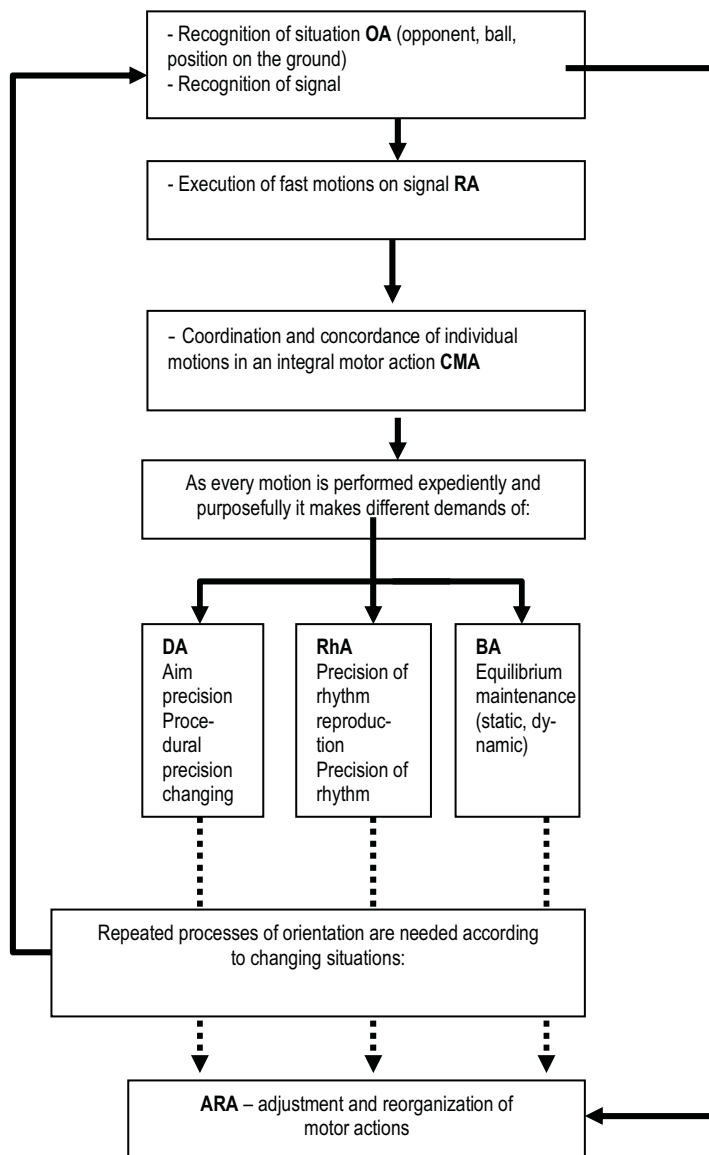 - Recognition of situation OA (opponent, ball,
position on the ground)
- Recognition of signal
- Execution of fast motions on signal RA
- Coordination and concordance of individual
motions in an integral motor action CMA
As every motion is performed expediently and
purposefully it makes different demands of:
DA
Aim
precision
Proce-
dural
precision
changing
RhA
Precision of
rhythm
reproduc-
tion
Precision of
rhythm
BA
Equilibrium
maintenance
(static, dy-
namic)
Repeated processes of orientation are needed according
to changing situations:
ARA – adjustment and reorganization of
motor actions